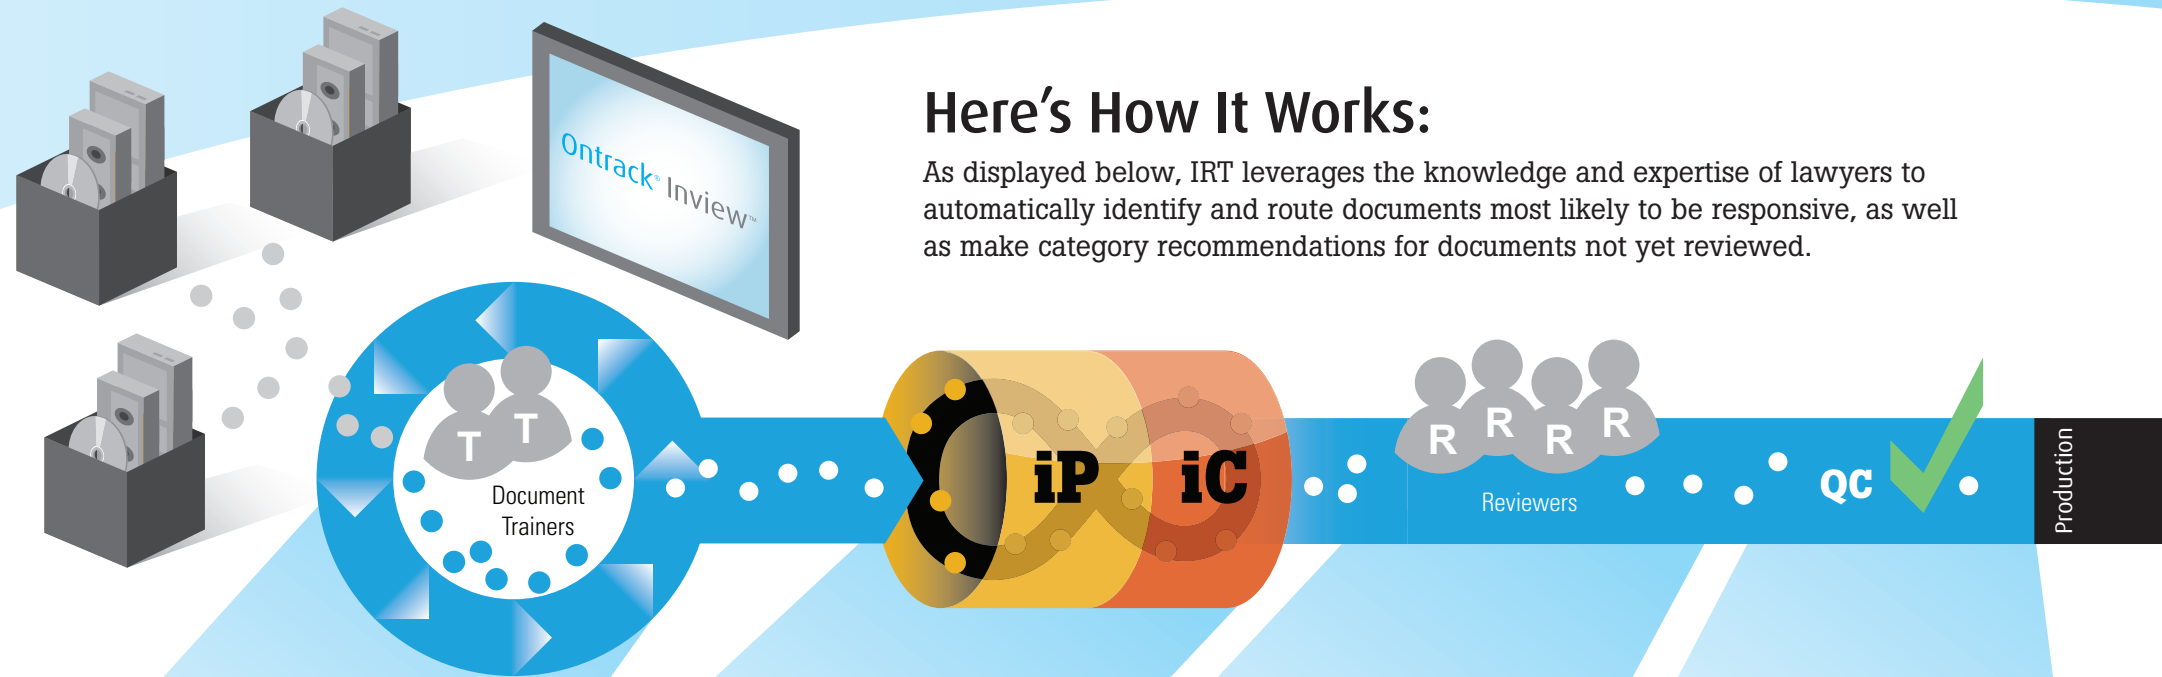 Ontrack® Inview™
Here's How It Works:
As displayed below, IRT leverages the knowledge and expertise of lawyers to
automatically identify and route documents most likely to be responsive, as well
as make category recommendations for documents not yet reviewed.
T T
Document
Trainers
iP iC
R R R R
Reviewers
QC
Production